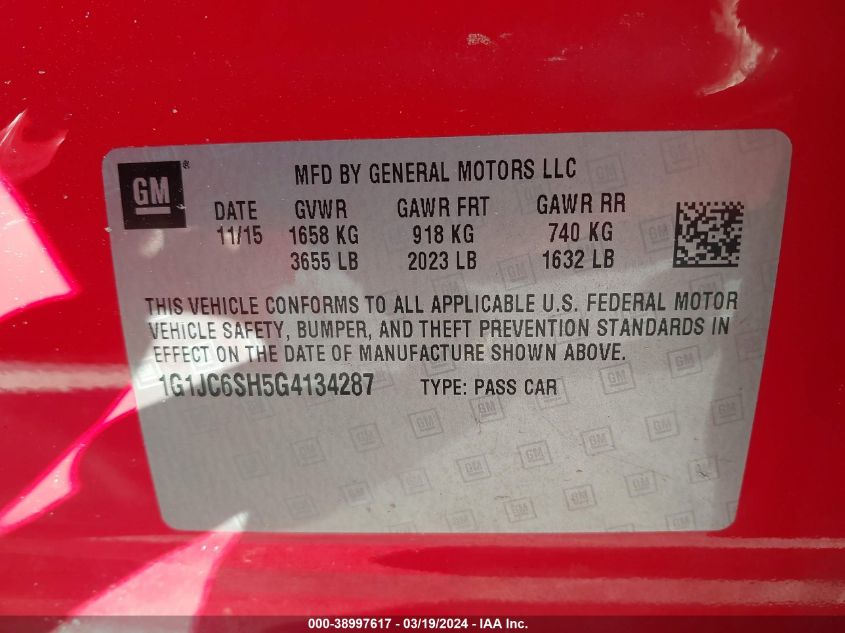 GM ®
MFD BY GENERAL MOTORS LLC
DATE GVWR GAWR FRT GAWR RR
11/15 1658 KG 918 KG 740 KG
3655 LB 2023 LB 1632 LB
THIS VEHICLE CONFORMS TO ALL APPLICABLE U.S. FEDERAL MOTOR
VEHICLE SAFETY, BUMPER, AND THEFT PREVENTION STANDARDS IN
EFFECT ON THE DATE OF MANUFACTURE SHOWN ABOVE.
1G1JC6SH5G4134287 TYPE: PASS CAR
000-38997617 - 03/19/2024 - IAA Inc.